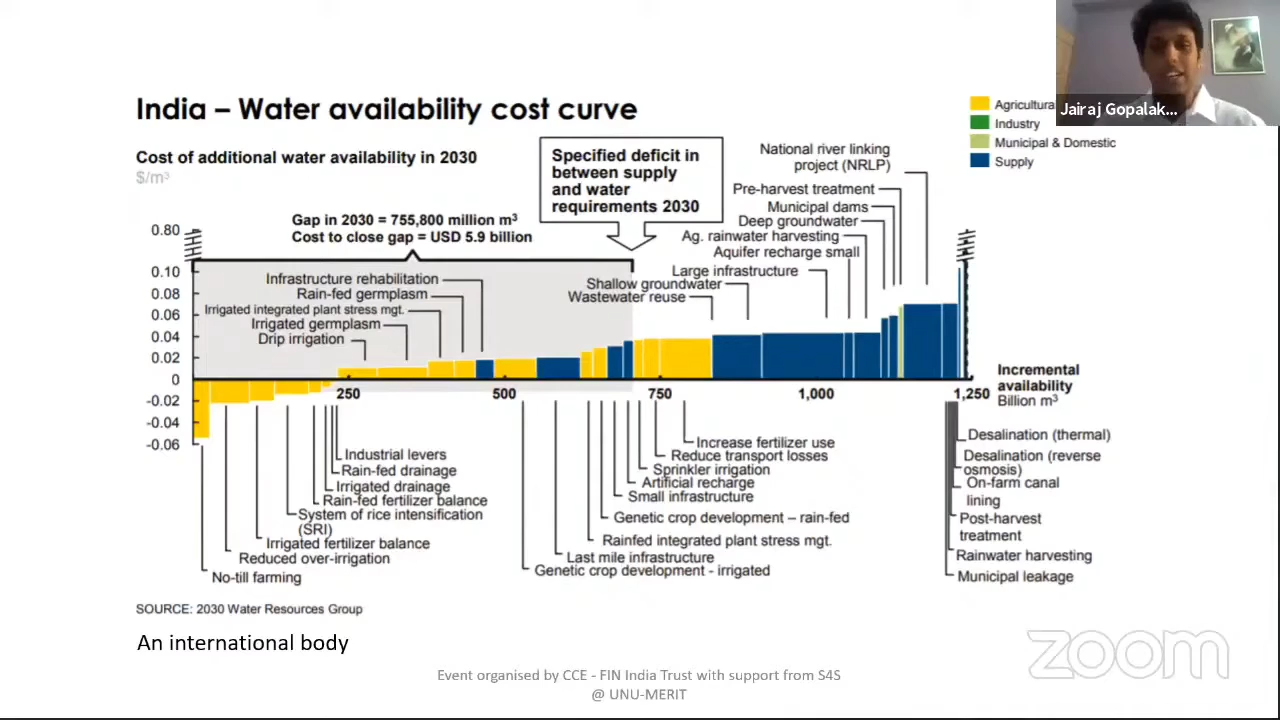 India – Water availability cost curve
Cost of additional water availability in 2030
$/m³
Specified deficit in
between supply
and water
requirements 2030
Gap in 2030 = 755,800 million m³
Cost to close gap = USD 5.9 billion
Agricultura
Industry
Municipal & Domestic
Supply
Jairaj Gopalak...
0.80
0.10
0.08
0.06
0.04
0.02
0
-0.02
-0.04
-0.06
Infrastructure rehabilitation
Rain-fed germplasm
Irrigated integrated plant stress mgt.
Irrigated germplasm
Drip irrigation
National river linking
project (NRLP)
Pre-harvest treatment
Municipal dams
Deep groundwater
Ag. rainwater harvesting
Aquifer recharge small
Large infrastructure
Shallow groundwater
Wastewater reuse
250
500
750
1,000
1,250
Incremental
availability
Billion m³
Industrial levers
Rain-fed drainage
Irrigated drainage
Rain-fed fertilizer balance
System of rice intensification
(SRI)
Irrigated fertilizer balance
Reduced over-irrigation
No-till farming
Increase fertilizer use
Reduce transport losses
Sprinkler irrigation
Artificial recharge
Small infrastructure
Genetic crop development – rain-fed
Rainfed integrated plant stress mgt.
Last mile infrastructure
Genetic crop development - irrigated
Desalination (thermal)
Desalination (reverse
osmosis)
On-farm canal
lining
Post-harvest
treatment
Rainwater harvesting
Municipal leakage
SOURCE: 2030 Water Resources Group
An international body
Event organised by CCE - FIN India Trust with support from S4S
@ UNU-MERIT
zoom